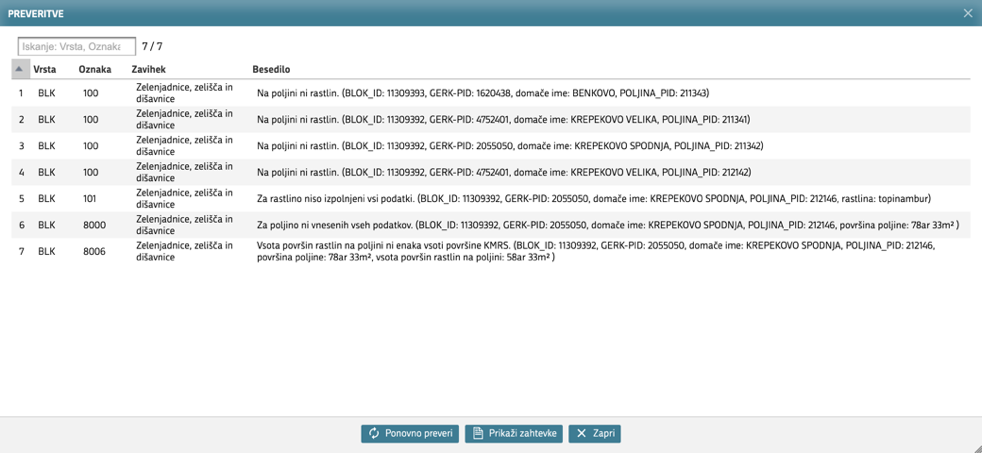 PREVERITVE
Iskanje: Vrsta, Oznaka 7 / 7
Vrsta Oznaka Zavihek Besedilo
1 BLK 100 Zelenjadnice, zelišča in dišavnice Na poljini ni rastlin. (BLOK_ID: 11309393, GERK-PID: 1620438, domače ime: BENKOVO, POLJINA_PID: 211343)
2 BLK 100 Zelenjadnice, zelišča in dišavnice Na poljini ni rastlin. (BLOK_ID: 11309392, GERK-PID: 4752401, domače ime: KREPEKOVO VELIKA, POLJINA_PID: 211341)
3 BLK 100 Zelenjadnice, zelišča in dišavnice Na poljini ni rastlin. (BLOK_ID: 11309392, GERK-PID: 2055050, domače ime: KREPEKOVO SPODNJA, POLJINA_PID: 211342)
4 BLK 100 Zelenjadnice, zelišča in dišavnice Na poljini ni rastlin. (BLOK_ID: 11309392, GERK-PID: 4752401, domače ime: KREPEKOVO VELIKA, POLJINA_PID: 212142)
5 BLK 101 Zelenjadnice, zelišča in dišavnice Za rastlino niso izpolnjeni vsi podatki. (BLOK_ID: 11309392, GERK-PID: 2055050, domače ime: KREPEKOVO SPODNJA, POLJINA_PID: 212146, rastlina: topinambur)
6 BLK 8000 Zelenjadnice, zelišča in dišavnice Za poljino ni vnesenih vseh podatkov. (BLOK_ID: 11309392, GERK-PID: 2055050, domače ime: KREPEKOVO SPODNJA, POLJINA_PID: 212146, površina poljine: 78ar 33m² )
7 BLK 8006 Zelenjadnice, zelišča in dišavnice Vsota površin rastlin na poljini ni enaka vsoti površine KMRS. (BLOK_ID: 11309392, GERK-PID: 2055050, domače ime: KREPEKOVO SPODNJA, POLJINA_PID: 212146,
površina poljine: 78ar 33m², vsota površin rastlin na poljini: 58ar 33m² )
Ponovno preveri Prikaži zahtevke Zapri